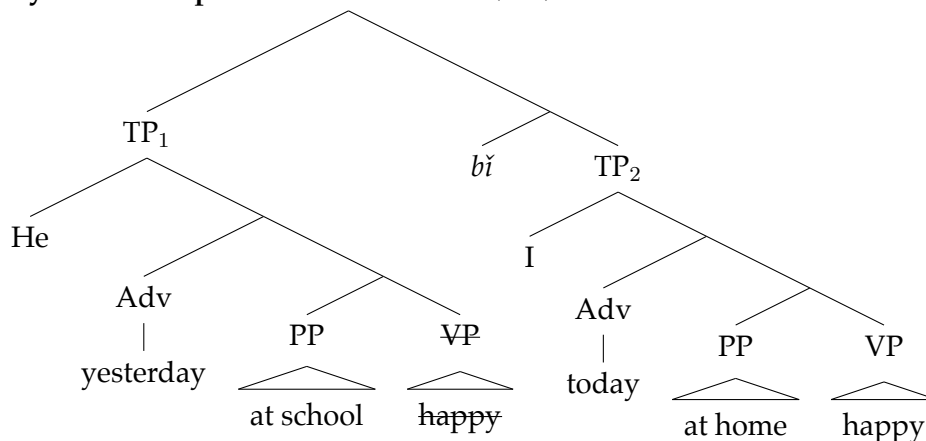 TP₁
bǐ
TP₂
He
I
Adv
Adv
PP
VP
PP
VP
yesterday
today
at school
happy
at home
happy